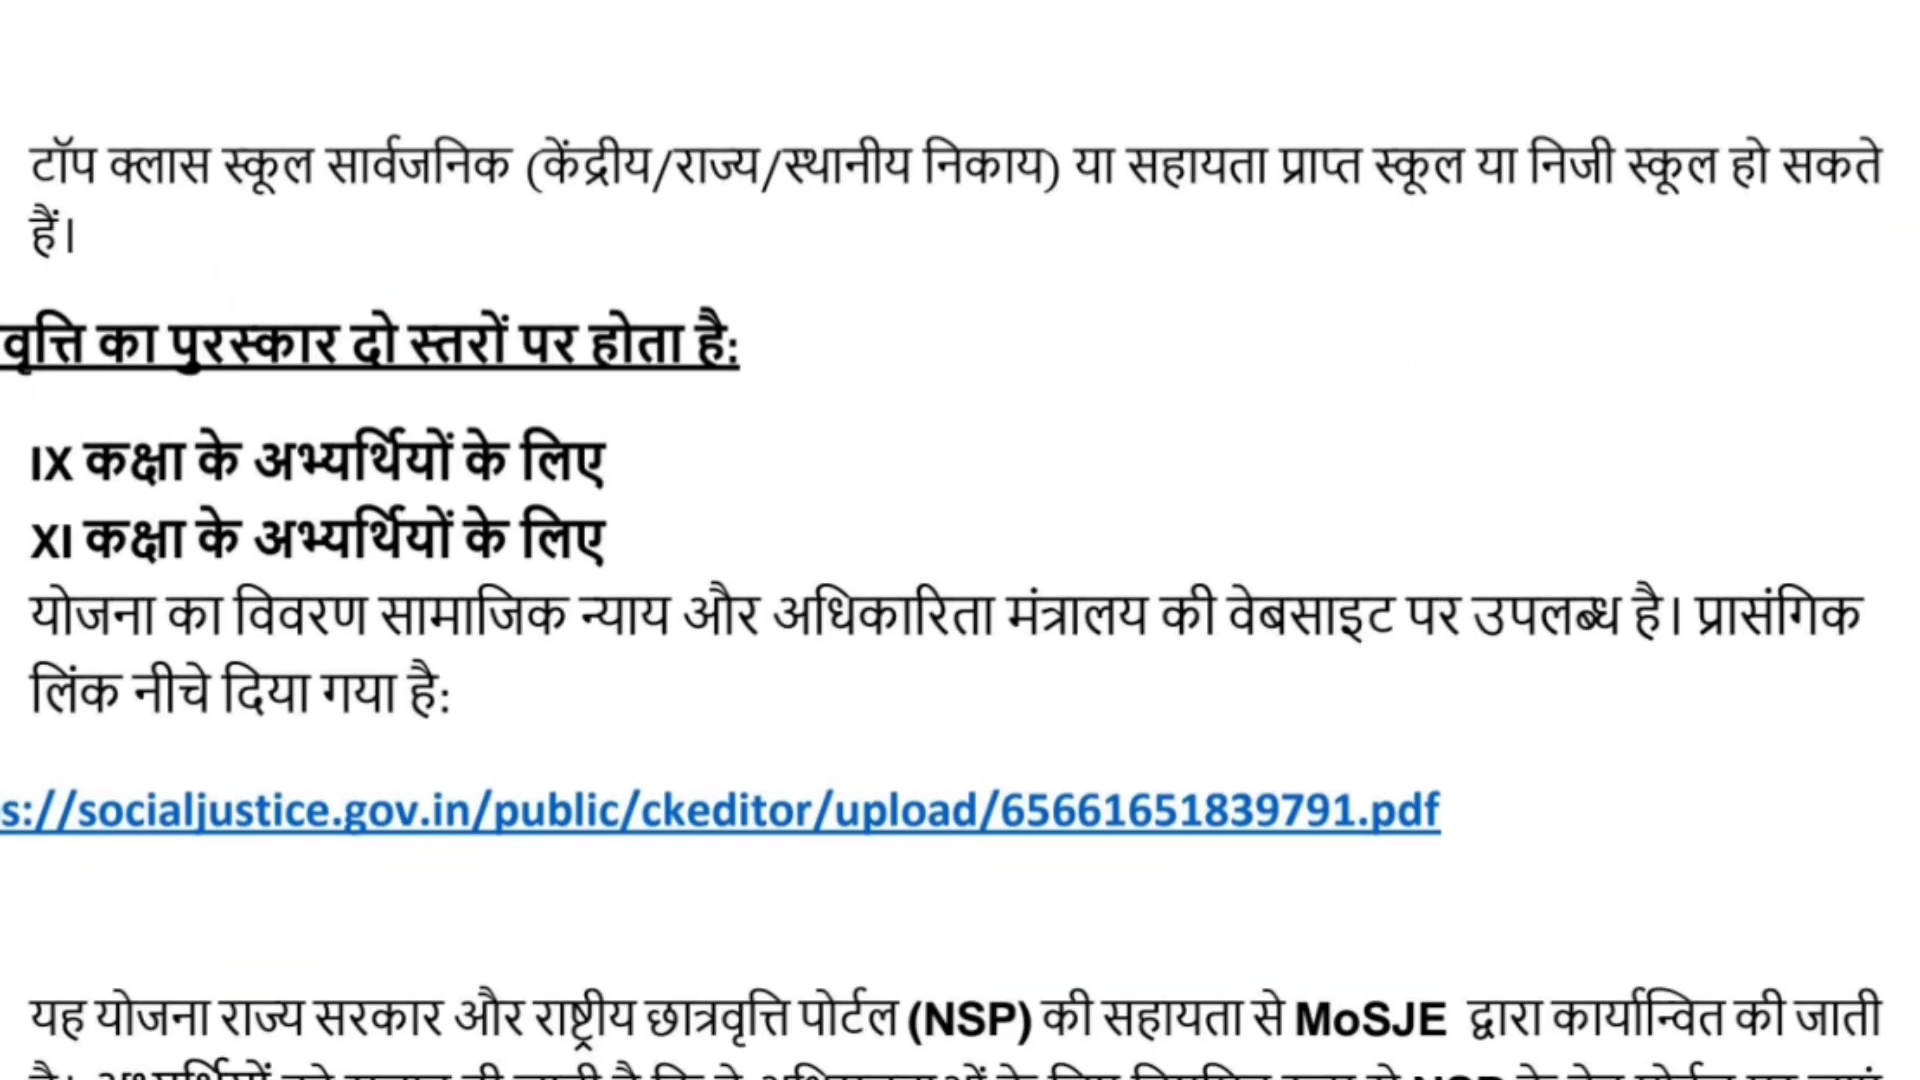 टॉप क्लास स्कूल सार्वजनिक (केंद्रीय/राज्य/स्थानीय निकाय) या सहायता प्राप्त स्कूल या निजी स्कूल हो सकते
हैं।
वृत्ति का पुरस्कार दो स्तरों पर होता है:
IX कक्षा के अभ्यर्थियों के लिए
XI कक्षा के अभ्यर्थियों के लिए
योजना का विवरण सामाजिक न्याय और अधिकारिता मंत्रालय की वेबसाइट पर उपलब्ध है। प्रासंगिक
लिंक नीचे दिया गया है:
s://socialjustice.gov.in/public/ckeditor/upload/65661651839791.pdf
यह योजना राज्य सरकार और राष्ट्रीय छात्रवृत्ति पोर्टल (NSP) की सहायता से MoSJE द्वारा कार्यान्वित की जाती